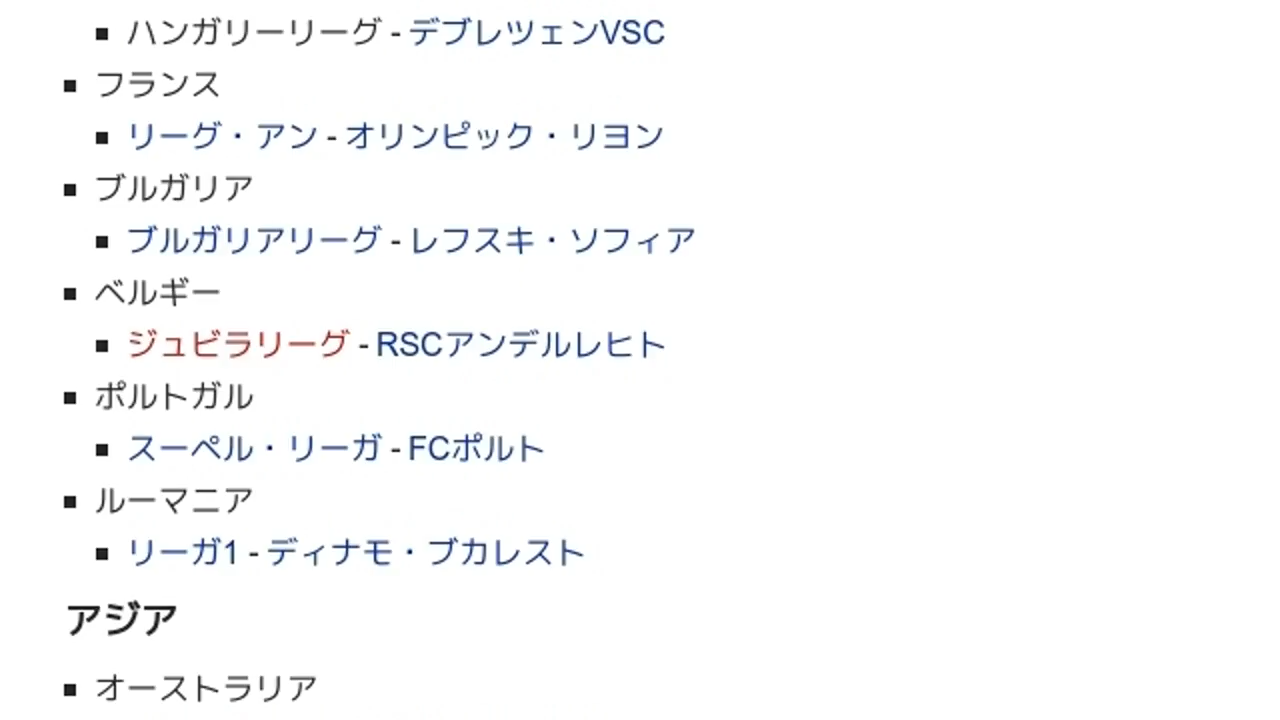 ハンガリーリーグ - デブレツェンVSC
フランス
リーグ・アン - オリンピック・リヨン
ブルガリア
ブルガリアリーグ - レフスキ・ソフィア
ベルギー
ジュピラリーグ - RSCアンデルレヒト
ポルトガル
スーペル・リーガ - FCポルト
ルーマニア
リーガ1 - ディナモ・ブカレスト
アジア
オーストラリア